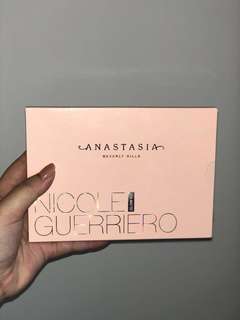 ANASTASIA
BEVERLY HILLS
NICOLE
GUERRIERO